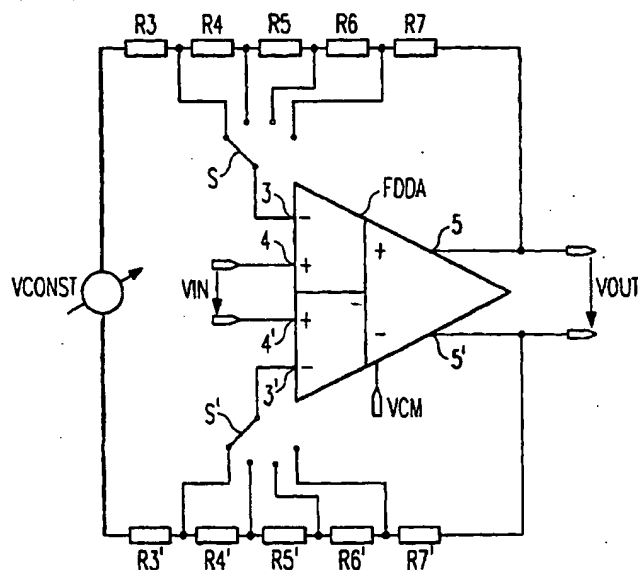 R3 R4 R5 R6 R7
S
FDDA
3
-
4
+
+
5
VCONST
VIN
VOUT
-
+
4'
-
5'
3'
-
VCM
S'
R3' R4' R5' R6' R7'